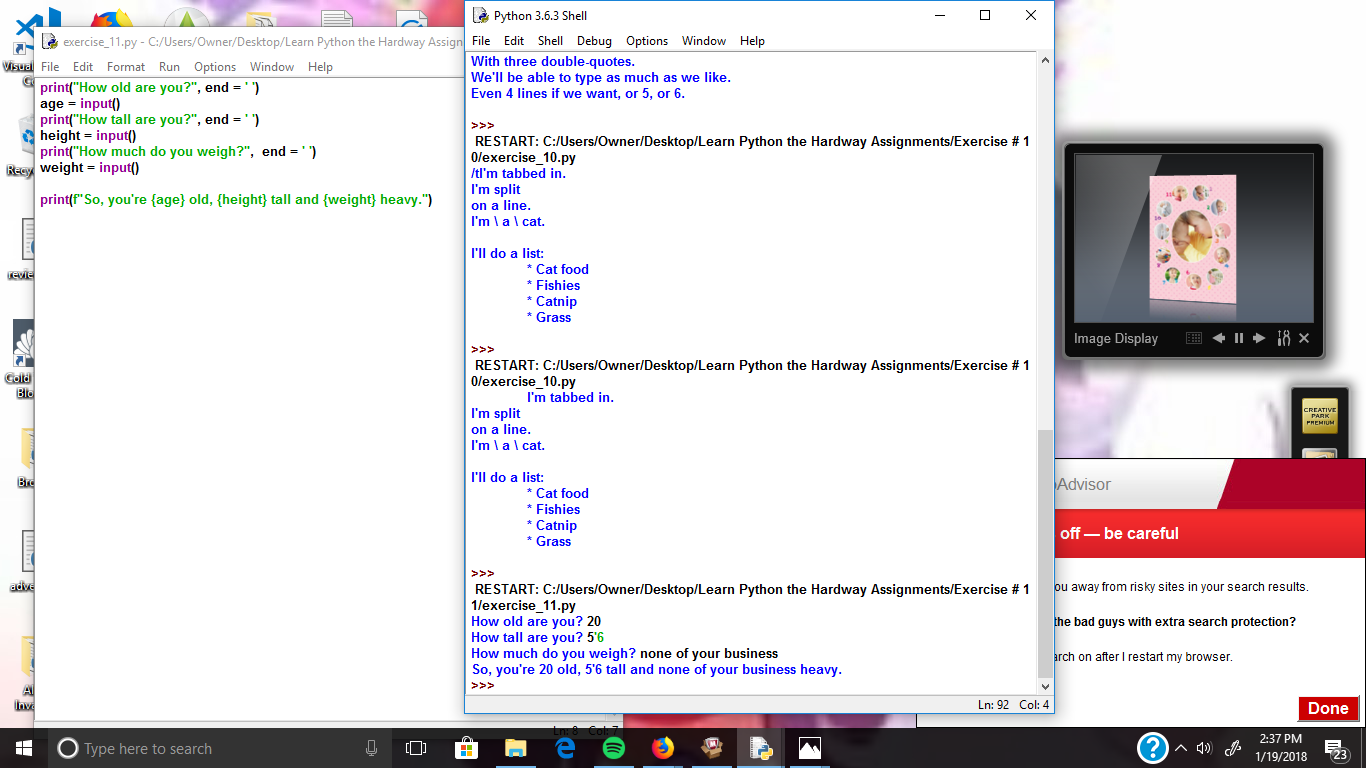 exercise_11.py - C:/Users/Owner/Desktop/Learn Python the Hardway Assign
File Edit Format Run Options Window Help
print("How old are you?", end = ' ')
age = input()
print("How tall are you?", end = ' ')
height = input()
print("How much do you weigh?",  end = ' ')
weight = input()
print(f"So, you're {age} old, {height} tall and {weight} heavy.")
Ln: 8 Col: 7
Python 3.6.3 Shell
File Edit Shell Debug Options Window Help
With three double-quotes.
We'll be able to type as much as we like.
Even 4 lines if we want, or 5, or 6.
>>>
RESTART: C:/Users/Owner/Desktop/Learn Python the Hardway Assignments/Exercise # 1
0/exercise_10.py
/tI'm tabbed in.
I'm split
on a line.
I'm \ a \ cat.
I'll do a list:
* Cat food
* Fishies
* Catnip
* Grass
>>>
RESTART: C:/Users/Owner/Desktop/Learn Python the Hardway Assignments/Exercise # 1
0/exercise_10.py
I'm tabbed in.
I'm split
on a line.
I'm \ a \ cat.
I'll do a list:
* Cat food
* Fishies
* Catnip
* Grass
>>>
RESTART: C:/Users/Owner/Desktop/Learn Python the Hardway Assignments/Exercise # 1
1/exercise_11.py
How old are you? 20
How tall are you? 5'6
How much do you weigh? none of your business
So, you're 20 old, 5'6 tall and none of your business heavy.
>>>
Ln: 92 Col: 4
Image Display
CREATIVE
PARK
PREMIUM
Advisor
off — be careful
ou away from risky sites in your search results.
the bad guys with extra search protection?
arch on after I restart my browser.
Done
Type here to search
2:37 PM
1/19/2018
23